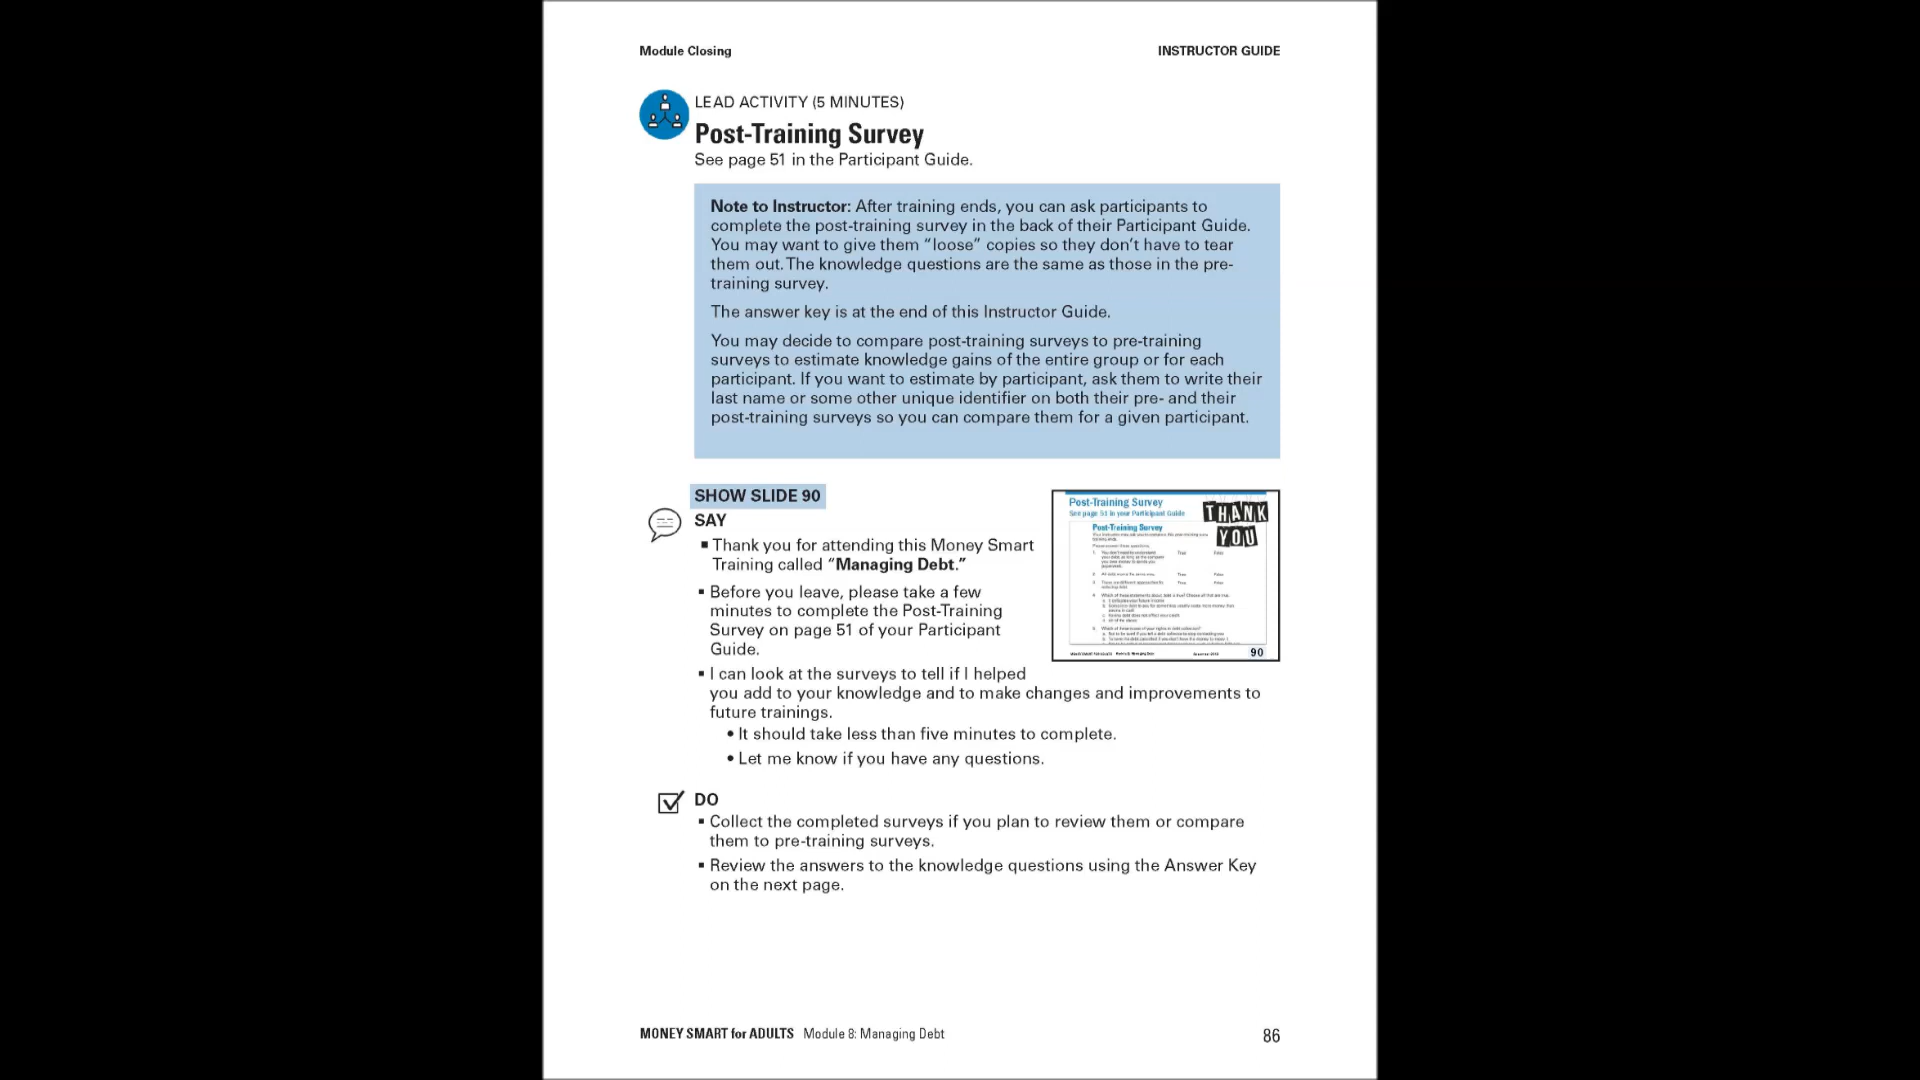 Module Closing
INSTRUCTOR GUIDE
LEAD ACTIVITY (5 MINUTES)
Post-Training Survey
See page 51 in the Participant Guide.
Note to Instructor: After training ends, you can ask participants to
complete the post-training survey in the back of their Participant Guide.
You may want to give them “loose” copies so they don’t have to tear
them out. The knowledge questions are the same as those in the pre-
training survey.
The answer key is at the end of this Instructor Guide.
You may decide to compare post-training surveys to pre-training
surveys to estimate knowledge gains of the entire group or for each
participant. If you want to estimate by participant, ask them to write their
last name or some other unique identifier on both their pre- and their
post-training surveys so you can compare them for a given participant.
SHOW SLIDE 90
SAY
▪ Thank you for attending this Money Smart
Training called “Managing Debt.”
▪ Before you leave, please take a few
minutes to complete the Post-Training
Survey on page 51 of your Participant
Guide.
▪ I can look at the surveys to tell if I helped
you add to your knowledge and to make changes and improvements to
future trainings.
• It should take less than five minutes to complete.
• Let me know if you have any questions.
Post-Training Survey
See page 51 in your Participant Guide
THANK
YOU
Post-Training Survey
True False
True False
True False
90
DO
▪ Collect the completed surveys if you plan to review them or compare
them to pre-training surveys.
▪ Review the answers to the knowledge questions using the Answer Key
on the next page.
MONEY SMART for ADULTS Module 8: Managing Debt
86